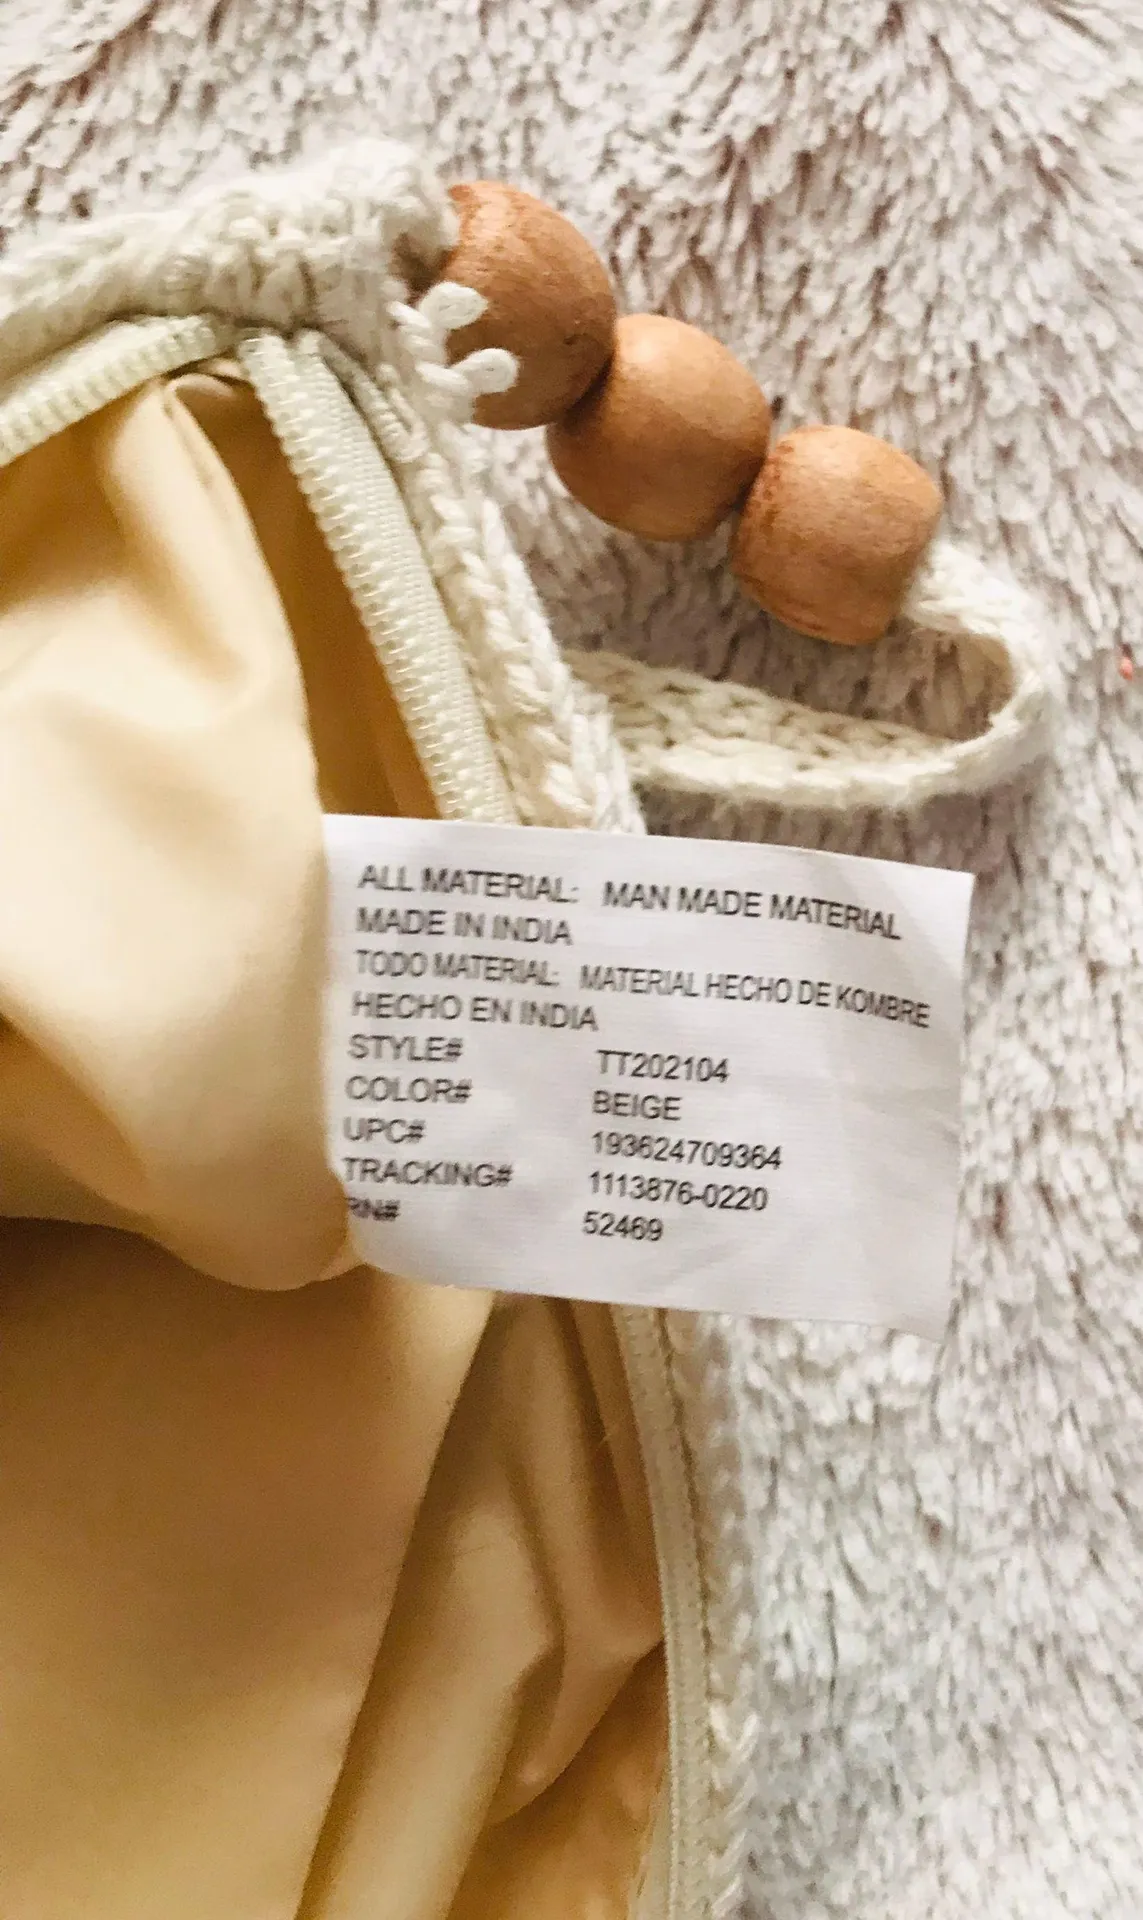 ALL MATERIAL: MAN MADE MATERIAL
MADE IN INDIA
TODO MATERIAL: MATERIAL HECHO DE KOMBRE
HECHO EN INDIA
STYLE# TT202104
COLOR# BEIGE
UPC# 193624709364
TRACKING# 1113876-0220
RN# 52469